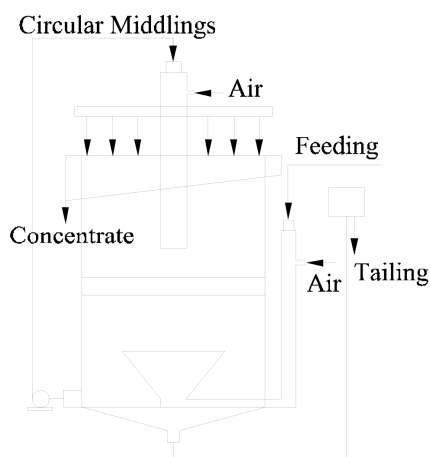 Circular Middlings
Air
Feeding
Concentrate
Air
Tailing